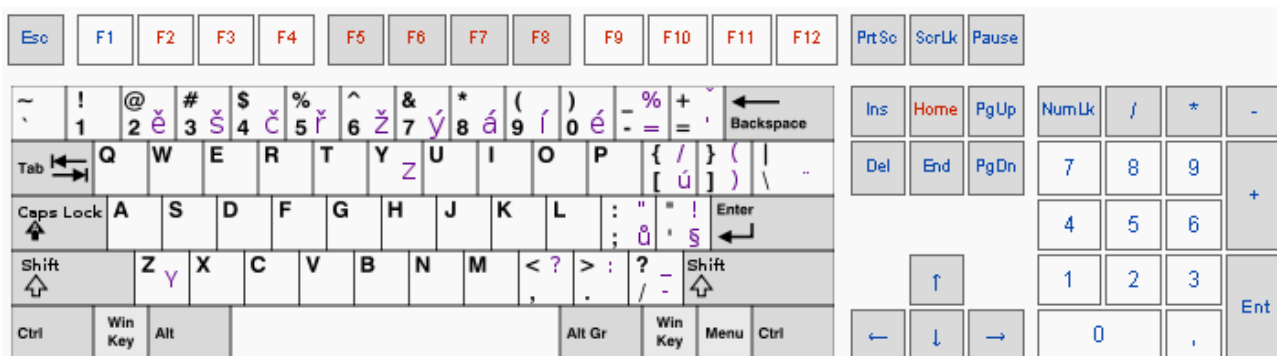 Esc F1 F2 F3 F4 F5 F6 F7 F8 F9 F10 F11 F12 PrtSc ScrLk Pause
~ ! @ # $ % ^ & * ( ) _ % + ˇ
` 1 2 ě 3 š 4 č 5 ř 6 ž 7 ý 8 á 9 í 0 é - = = ' Backspace Ins Home PgUp NumLk / * -
Tab Q W E R T Y Z U I O P { / } ( | Del End PgDn 7 8 9 +
[ ú ] ) \ ¨
Caps Lock A S D F G H J K L : " " ! Enter 4 5 6
; ů ' §
Shift Z Y X C V B N M < ? > : ? _ Shift ↑ 1 2 3 Ent
, . / -
Ctrl Win Key Alt Alt Gr Win Key Menu Ctrl ← ↓ → 0 ,